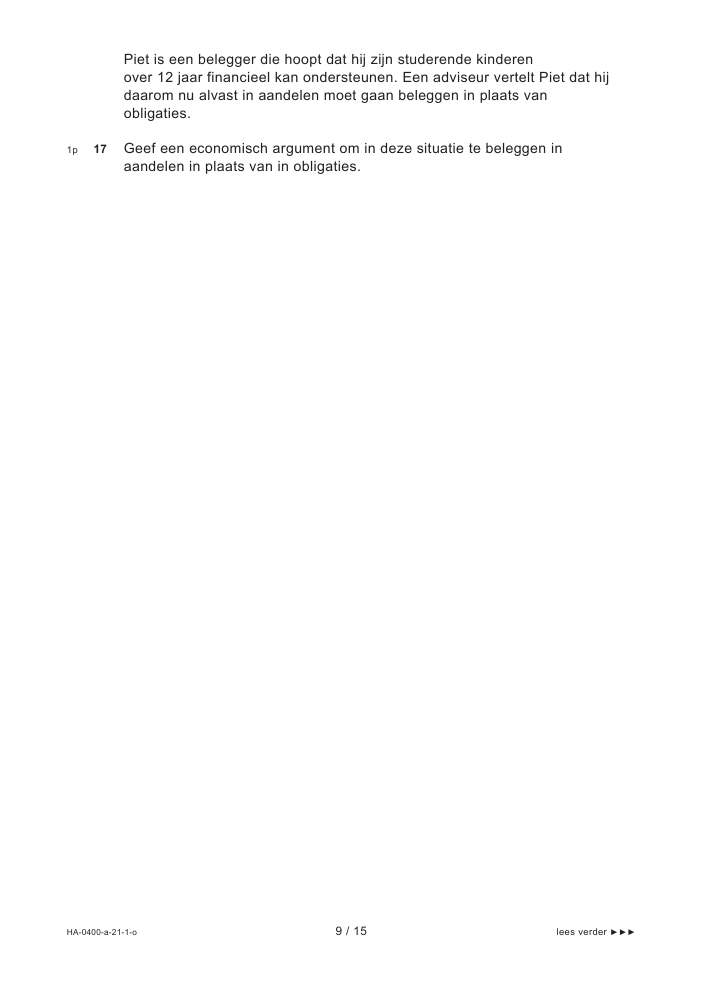 Piet is een belegger die hoopt dat hij zijn studerende kinderen
over 12 jaar financieel kan ondersteunen. Een adviseur vertelt Piet dat hij
daarom nu alvast in aandelen moet gaan beleggen in plaats van
obligaties.
1p 17 Geef een economisch argument om in deze situatie te beleggen in
aandelen in plaats van in obligaties.
HA-0400-a-21-1-o 9 / 15 lees verder ►►►